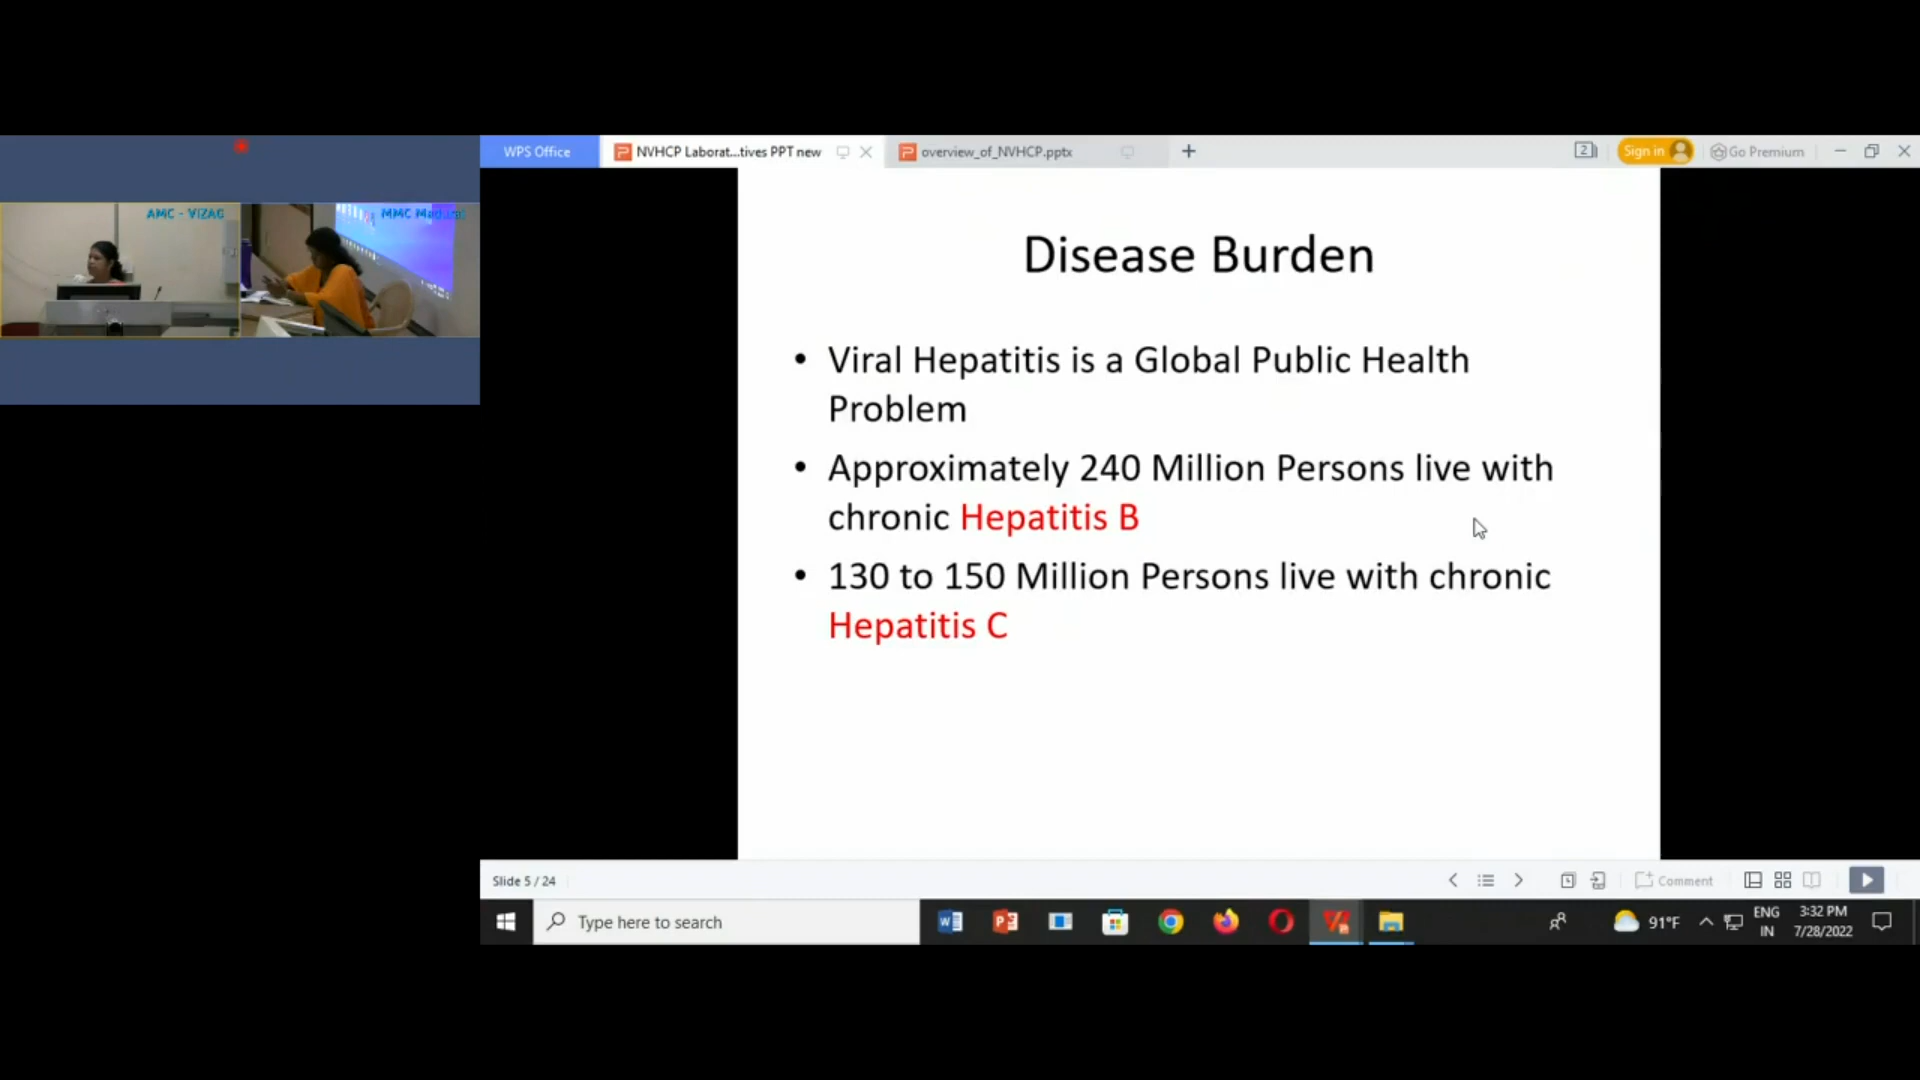 WPS Office
NVHCP Laborat...tives PPT new
overview_of_NVHCP.pptx
2
Sign in
Go Premium
AMC - VIZAG
MMC Madurai
Disease Burden
• Viral Hepatitis is a Global Public Health
Problem
• Approximately 240 Million Persons live with
chronic Hepatitis B
• 130 to 150 Million Persons live with chronic
Hepatitis C
Slide 5 / 24
Comment
Type here to search
91°F
ENG
IN
3:32 PM
7/28/2022